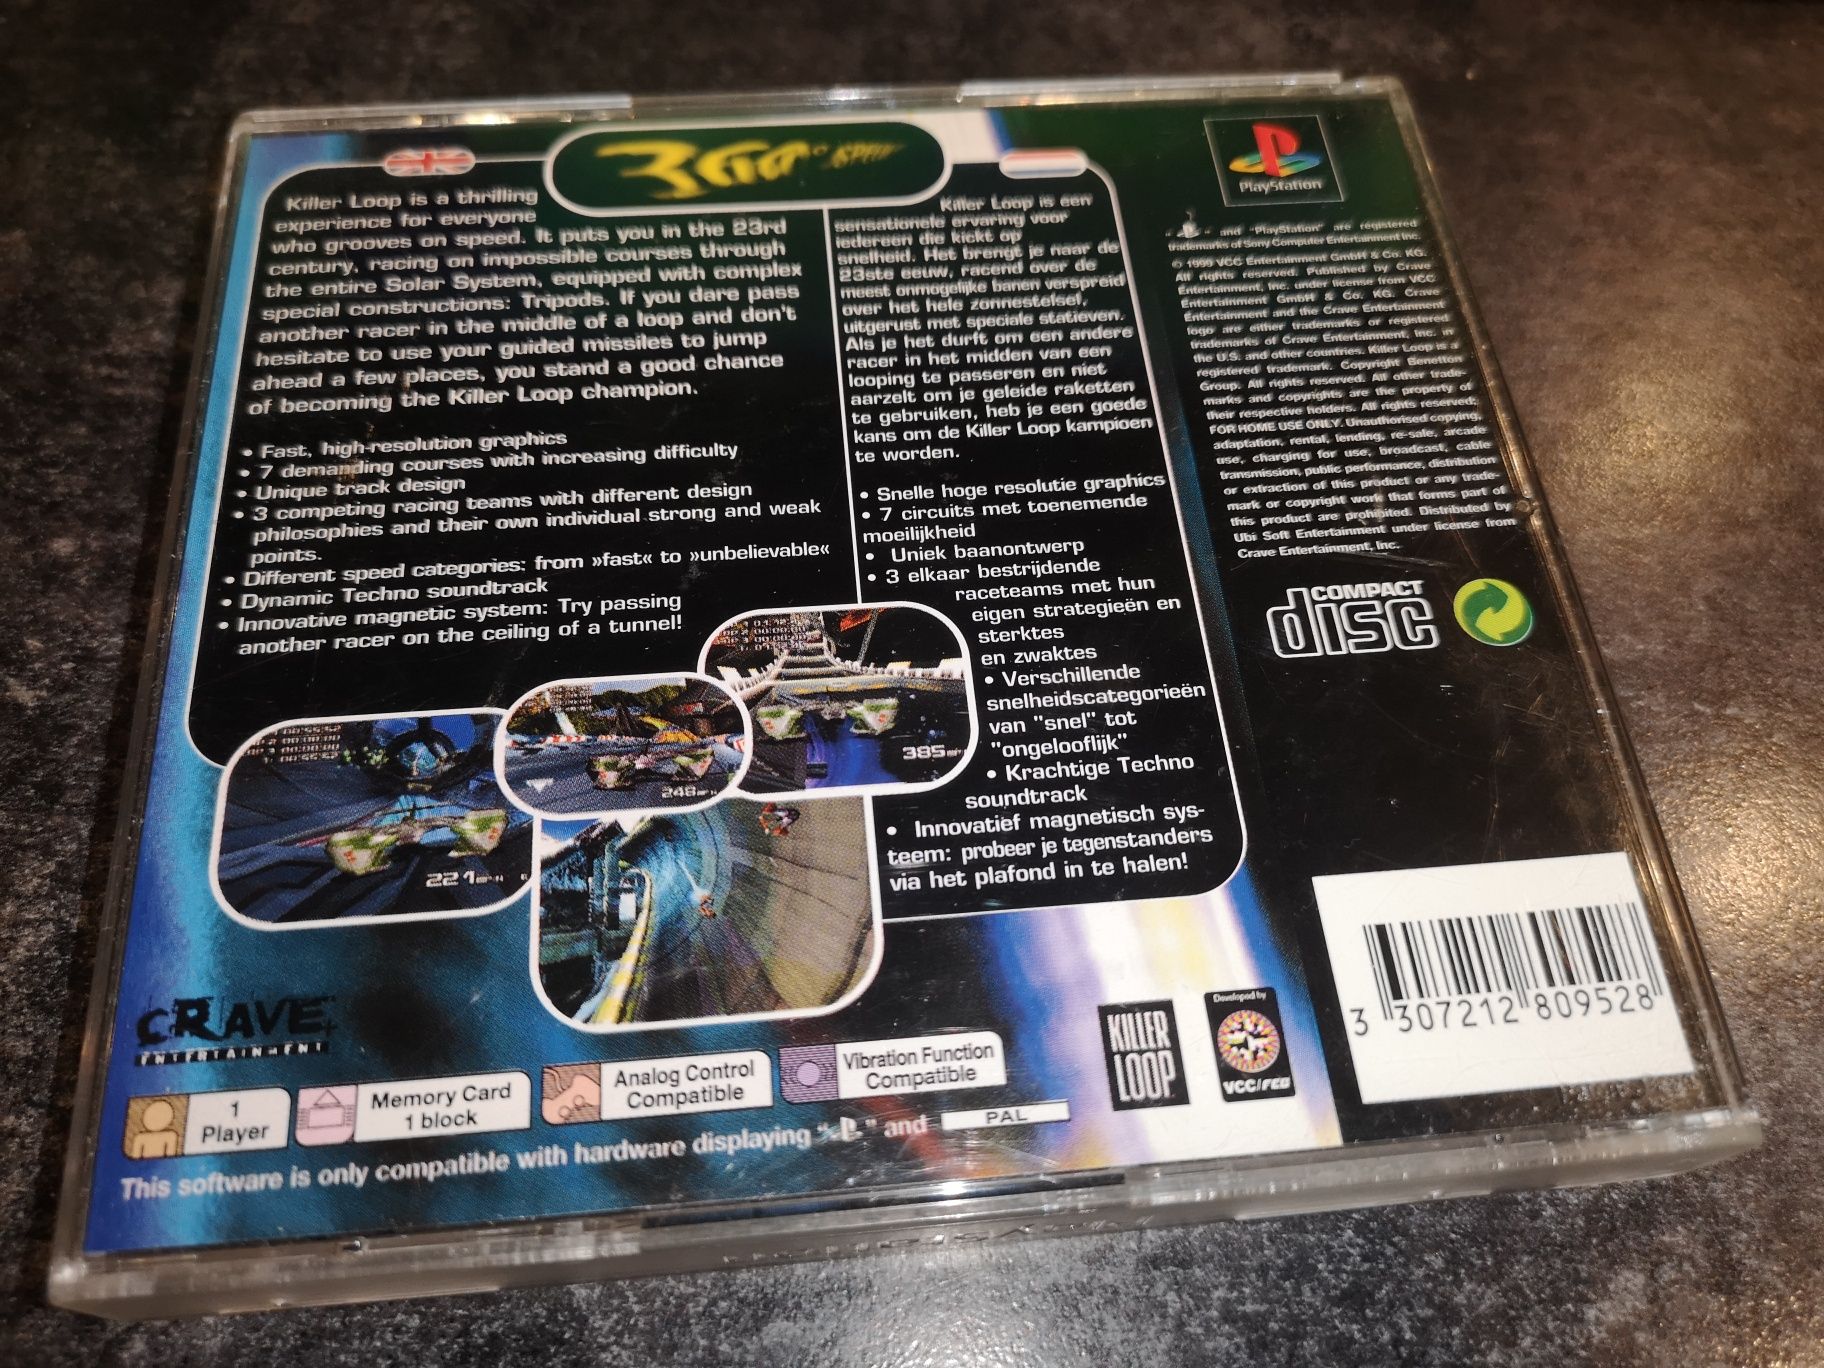 360° SPEED
Killer Loop is a thrilling
experience for everyone
who grooves on speed. It puts you in the 23rd
century, racing on impossible courses through
the entire Solar System, equipped with complex
special constructions: Tripods. If you dare pass
another racer in the middle of a loop and don't
hesitate to use your guided missiles to jump
ahead a few places, you stand a good chance
of becoming the Killer Loop champion.
• Fast, high-resolution graphics
• 7 demanding courses with increasing difficulty
• Unique track design
• 3 competing racing teams with different design
philosophies and their own individual strong and weak
points.
• Different speed categories: from »fast« to »unbelievable«
• Dynamic Techno soundtrack
• Innovative magnetic system: Try passing
another racer on the ceiling of a tunnel!
Killer Loop is een
sensationele ervaring voor
iedereen die kickt op
snelheid. Het brengt je naar de
23ste eeuw, racend over de
meest onmogelijke banen verspreid
over het hele zonnestelsel,
uitgerust met speciale statieven.
Als je het durft om een andere
racer in het midden van een
looping te passeren en niet
aarzelt om je geleide raketten
te gebruiken, heb je een goede
kans om de Killer Loop kampioen
te worden.
• Snelle hoge resolutie graphics
• 7 circuits met toenemende
moeilijkheid
• Uniek baanontwerp
• 3 elkaar bestrijdende
raceteams met hun
eigen strategieën en
sterktes
en zwaktes
• Verschillende
snelheidscategorieën
van "snel" tot
"ongelooflijk"
• Krachtige Techno
soundtrack
• Innovatief magnetisch sys-
teem: probeer je tegenstanders
via het plafond in te halen!
PlayStation
" " and "PlayStation" are registered
trademarks of Sony Computer Entertainment Inc.
© 1999 VCC Entertainment GmbH & Co. KG.
All rights reserved. Published by Crave
Entertainment, Inc. under license from VCC
Entertainment GmbH & Co. KG. Crave
Entertainment and the Crave Entertainment
logo are either trademarks or registered
trademarks of Crave Entertainment, Inc. in
the U.S. and other countries. Killer Loop is a
registered trademark. Copyright Benetton
Group. All rights reserved. All other trade-
marks and copyrights are the property of
their respective holders. All rights reserved.
FOR HOME USE ONLY. Unauthorised copying,
adaptation, rental, lending, re-sale, arcade
use, charging for use, broadcast, cable
transmission, public performance, distribution
or extraction of this product or any trade-
mark or copyright work that forms part of
this product are prohibited. Distributed by
Ubi Soft Entertainment under license from
Crave Entertainment, Inc.
COMPACT
disc
385
248
221
CRAVE
ENTERTAINMENT
KILLER
LOOP
Developed by
VCC/FEG
3 307212 809528
1
Player
Memory Card
1 block
Analog Control
Compatible
Vibration Function
Compatible
This software is only compatible with hardware displaying " " and PAL